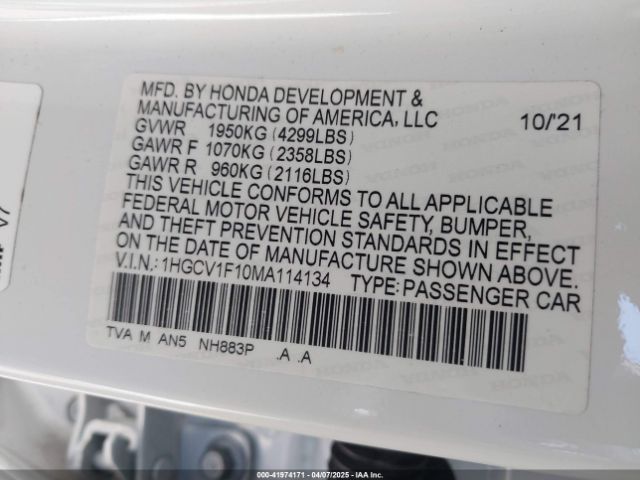 MFD. BY HONDA DEVELOPMENT &
MANUFACTURING OF AMERICA, LLC 10/'21
GVWR 1950KG (4299LBS)
GAWR F 1070KG (2358LBS)
GAWR R 960KG (2116LBS)
THIS VEHICLE CONFORMS TO ALL APPLICABLE
FEDERAL MOTOR VEHICLE SAFETY, BUMPER,
AND THEFT PREVENTION STANDARDS IN EFFECT
ON THE DATE OF MANUFACTURE SHOWN ABOVE.
V.I.N.: 1HGCV1F10MA114134 TYPE: PASSENGER CAR
TVA M AN5 NH883P .A .A
000-41974171 - 04/07/2025 - IAA Inc.